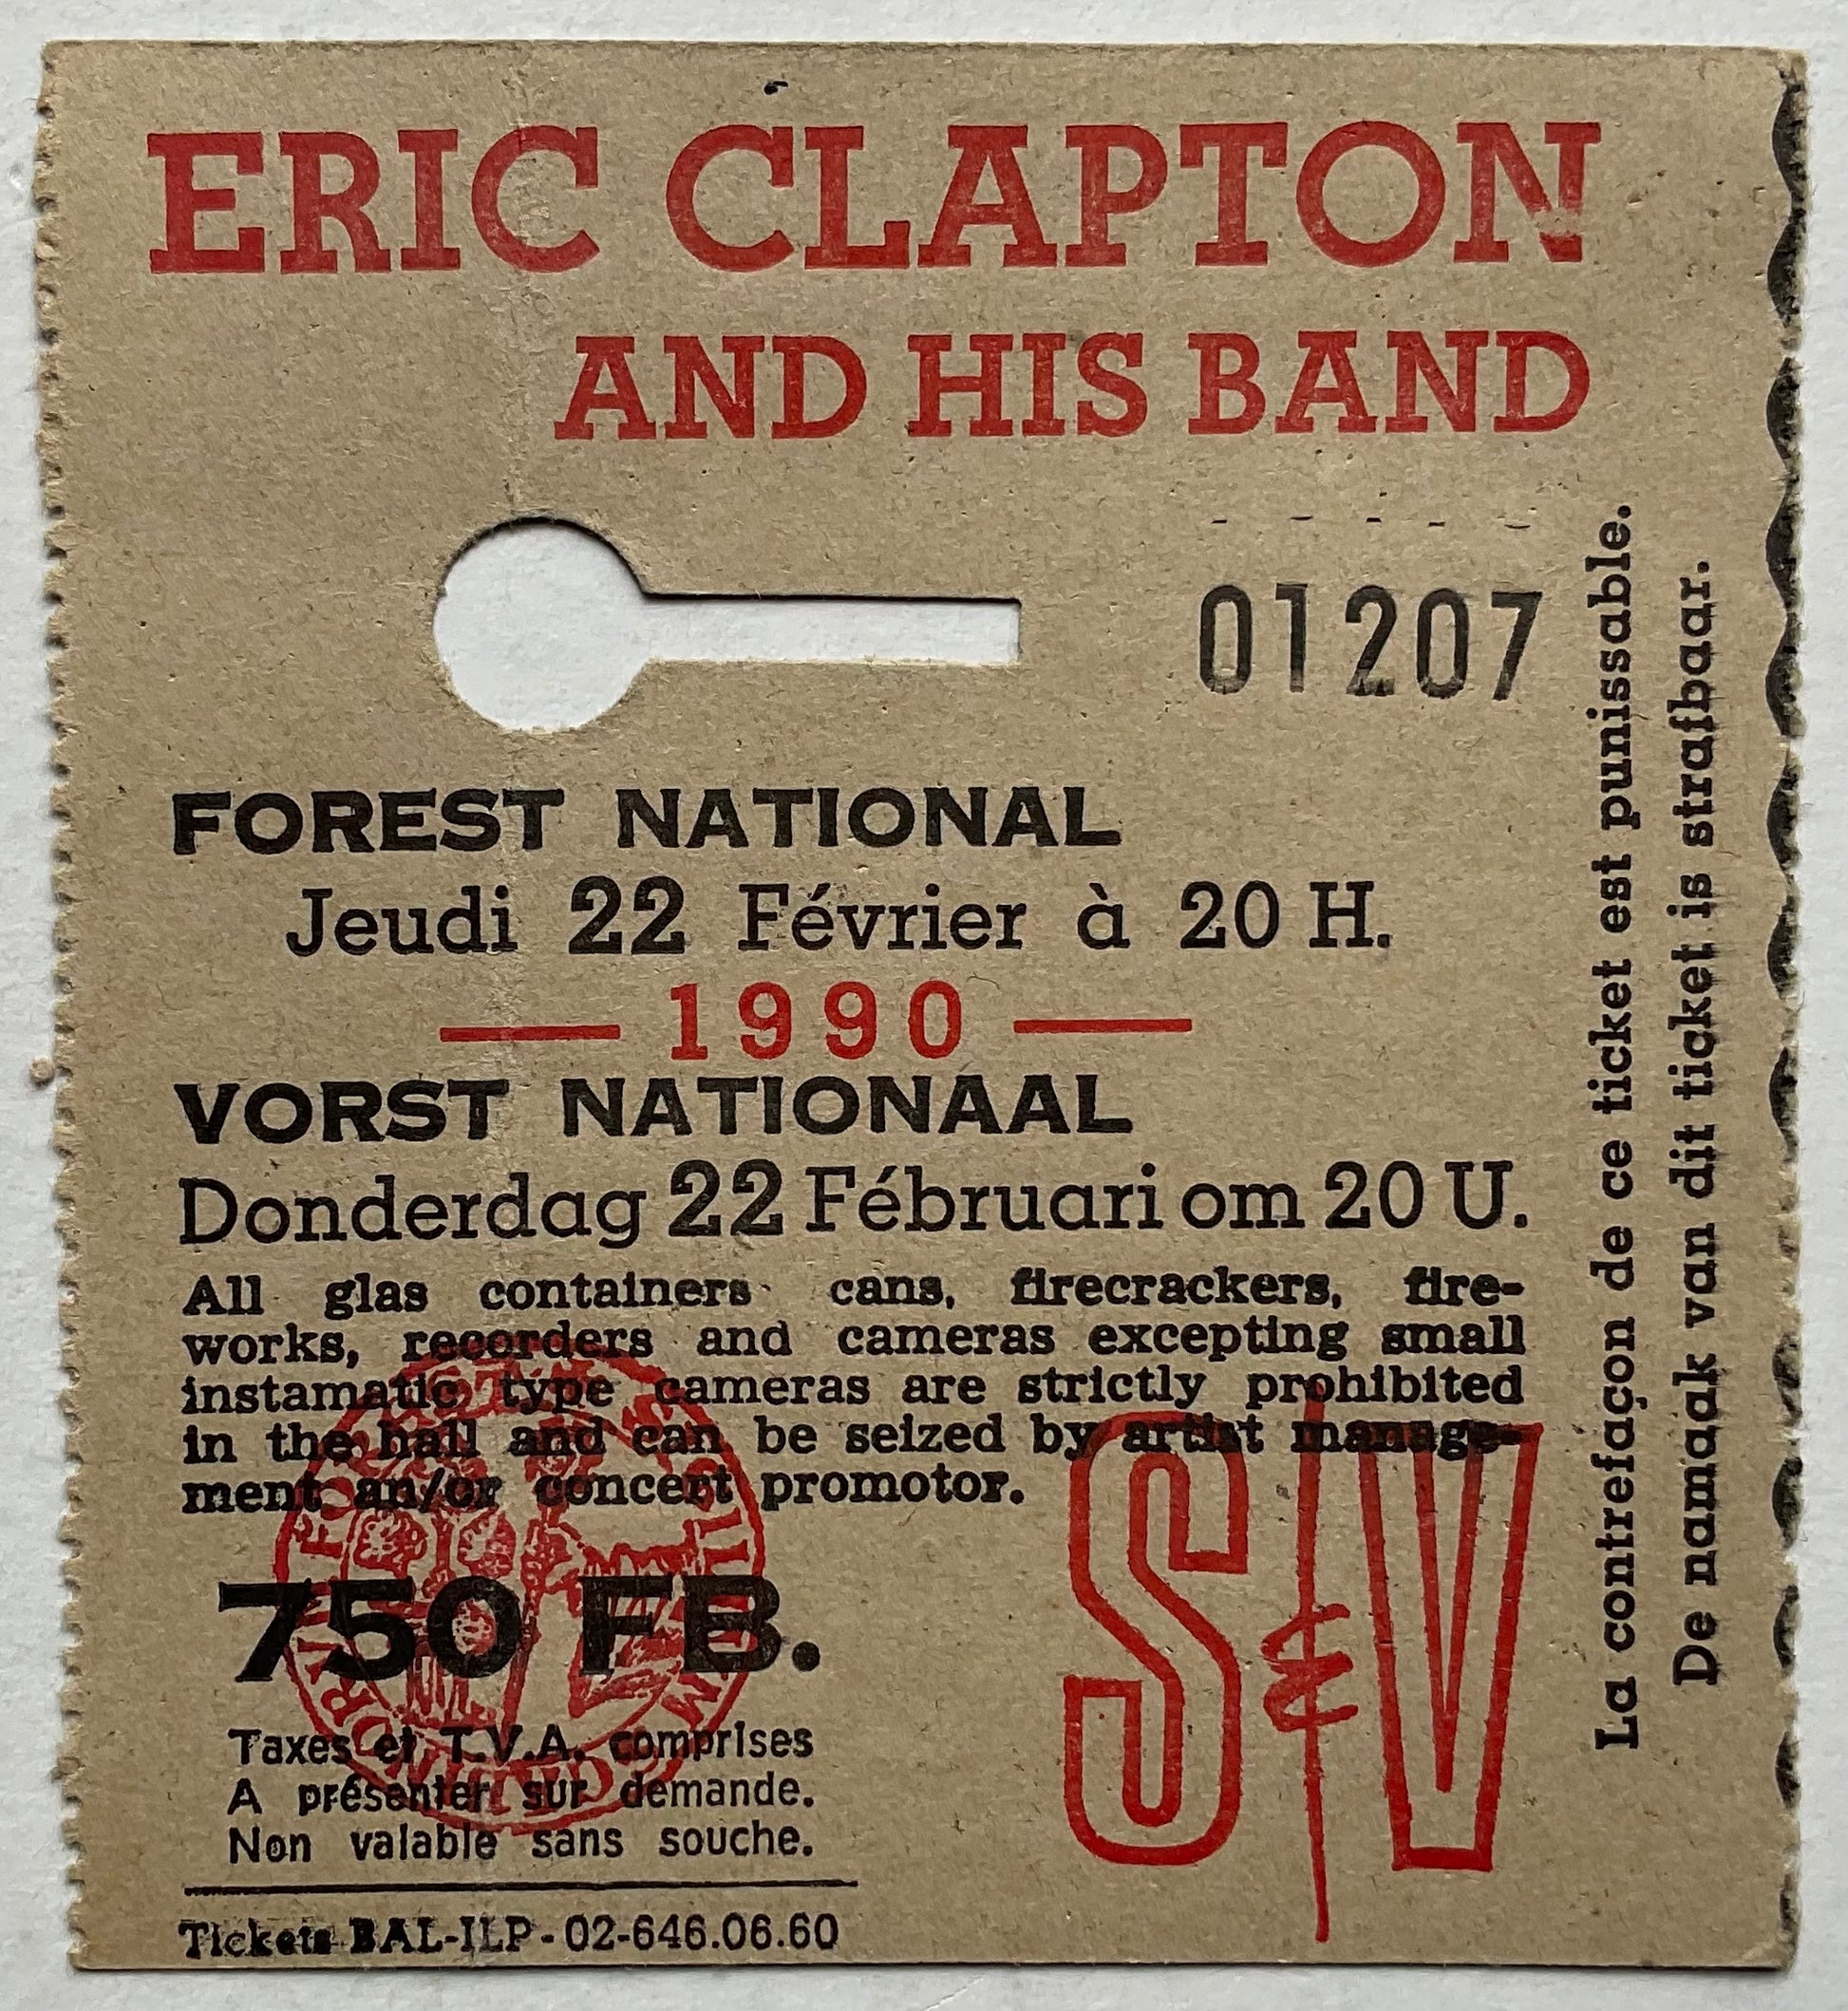 ERIC CLAPTON
AND HIS BAND
01207
FOREST NATIONAL
Jeudi 22 Février à 20 H.
— 1990 —
VORST NATIONAAL
Donderdag 22 Fébruari om 20 U.
All glas containers cans, firecrackers, fire-
works, recorders and cameras excepting small
instamatic type cameras are strictly prohibited
in the hall and can be seized by artist manage-
ment an/or concert promotor.
750 FB.
Taxes et T.V.A. comprises
A présenter sur demande.
Non valable sans souche.
Tickets BAL-ILP - 02-646.06.60
S&V
La contrefaçon de ce ticket est punissable.
De namaak van dit ticket is strafbaar.